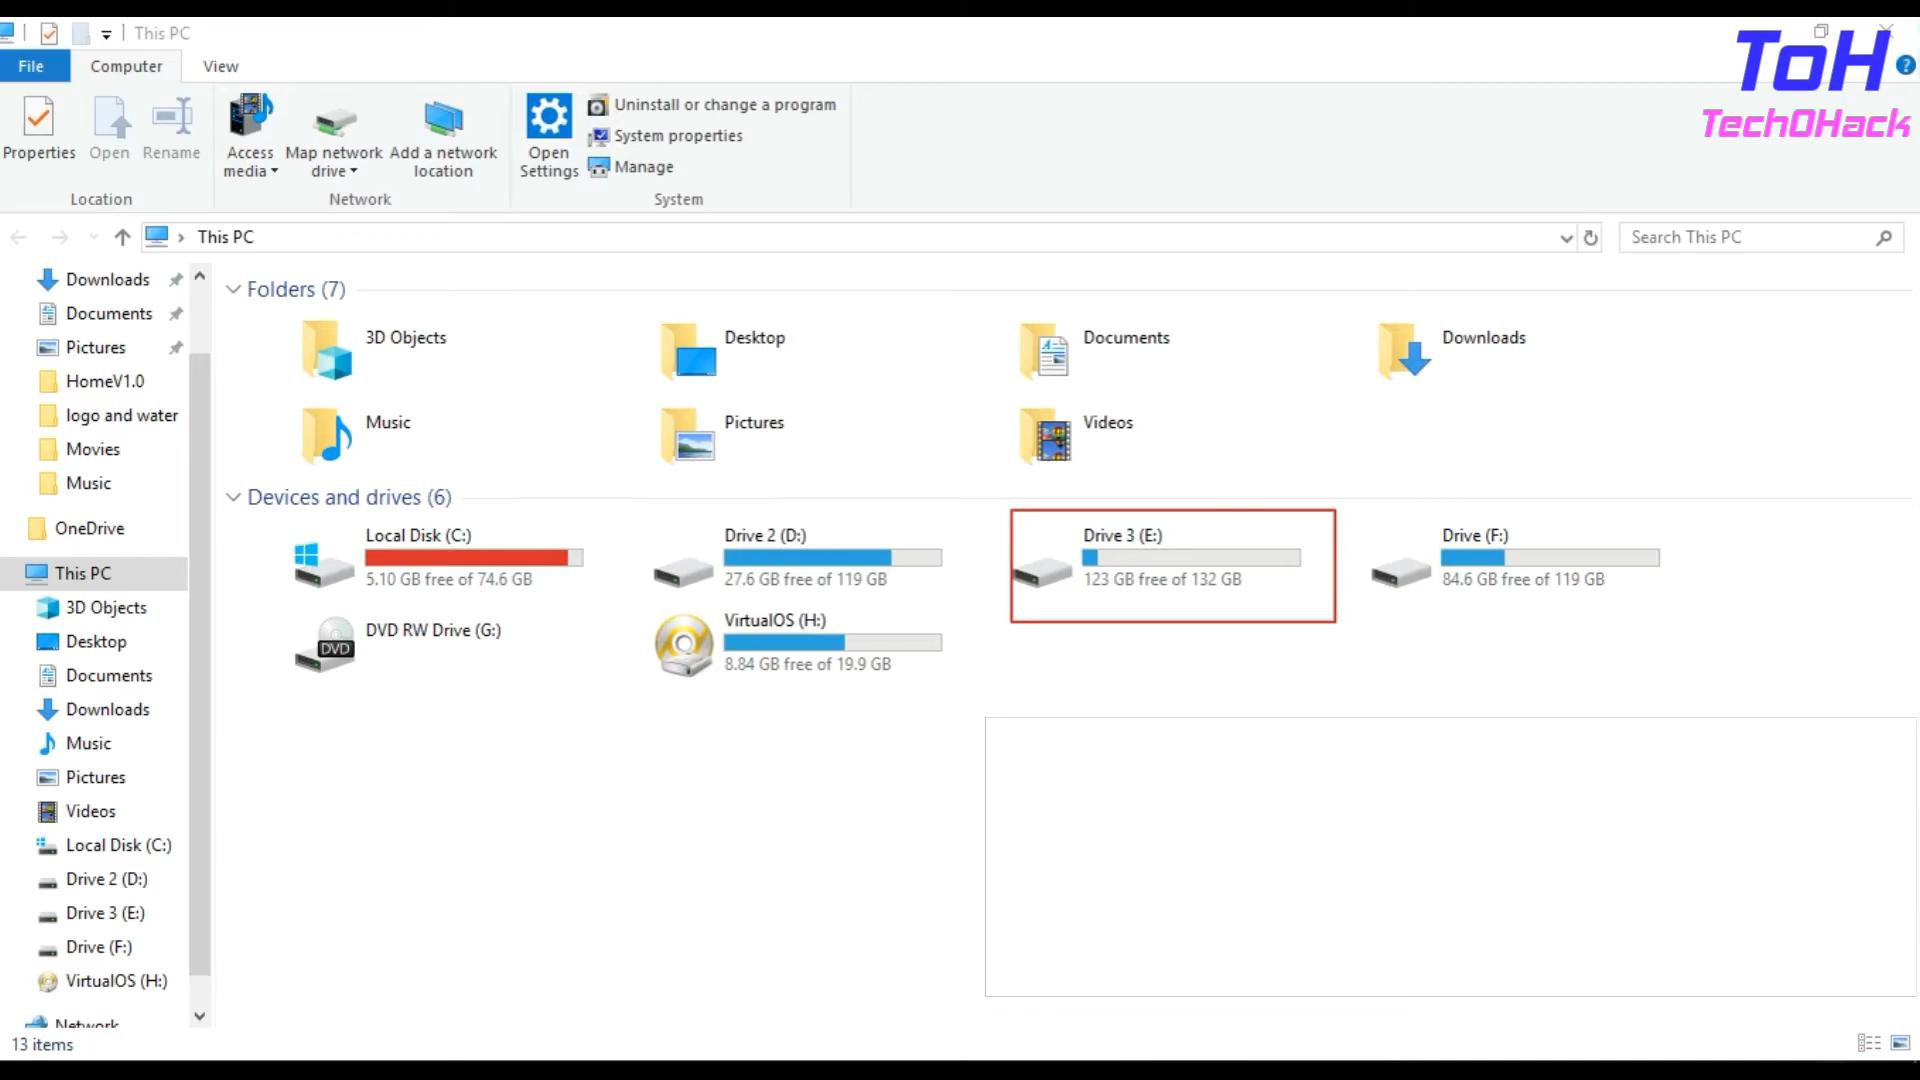 This PC
ToH
TechOHack
File Computer View
Properties Open Rename
Access media
Map network drive
Add a network location
Open Settings
Uninstall or change a program
System properties
Manage
Location Network System
This PC
Search This PC
Downloads
Documents
Pictures
HomeV1.0
logo and water
Movies
Music
OneDrive
This PC
3D Objects
Desktop
Documents
Downloads
Music
Pictures
Videos
Local Disk (C:)
Drive 2 (D:)
Drive 3 (E:)
Drive (F:)
VirtualOS (H:)
Network
Folders (7)
3D Objects
Desktop
Documents
Downloads
Music
Pictures
Videos
Devices and drives (6)
Local Disk (C:)
5.10 GB free of 74.6 GB
Drive 2 (D:)
27.6 GB free of 119 GB
Drive 3 (E:)
123 GB free of 132 GB
Drive (F:)
84.6 GB free of 119 GB
DVD RW Drive (G:)
DVD
VirtualOS (H:)
8.84 GB free of 19.9 GB
13 items